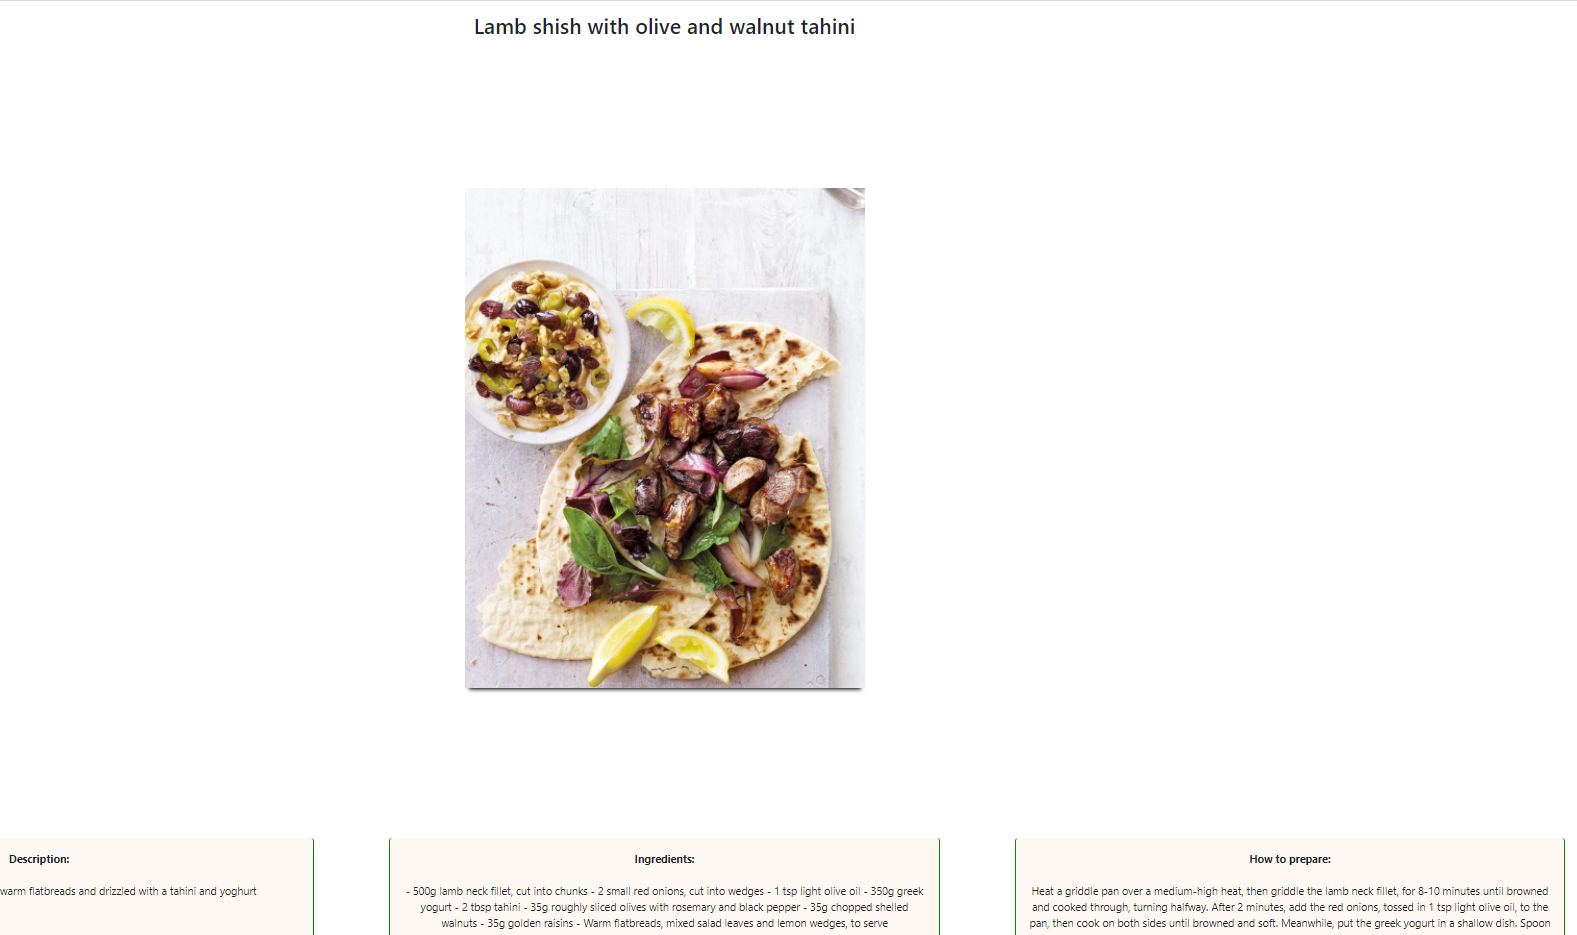 Lamb shish with olive and walnut tahini
Description:
warm flatbreads and drizzled with a tahini and yoghurt
Ingredients:
- 500g lamb neck fillet, cut into chunks - 2 small red onions, cut into wedges - 1 tsp light olive oil - 350g greek
yogurt - 2 tbsp tahini - 35g roughly sliced olives with rosemary and black pepper - 35g chopped shelled
walnuts - 35g golden raisins - Warm flatbreads, mixed salad leaves and lemon wedges, to serve
How to prepare:
Heat a griddle pan over a medium-high heat, then griddle the lamb neck fillet, for 8-10 minutes until browned
and cooked through, turning halfway. After 2 minutes, add the red onions, tossed in 1 tsp light olive oil, to the
pan, then cook on both sides until browned and soft. Meanwhile, put the greek yogurt in a shallow dish. Spoon